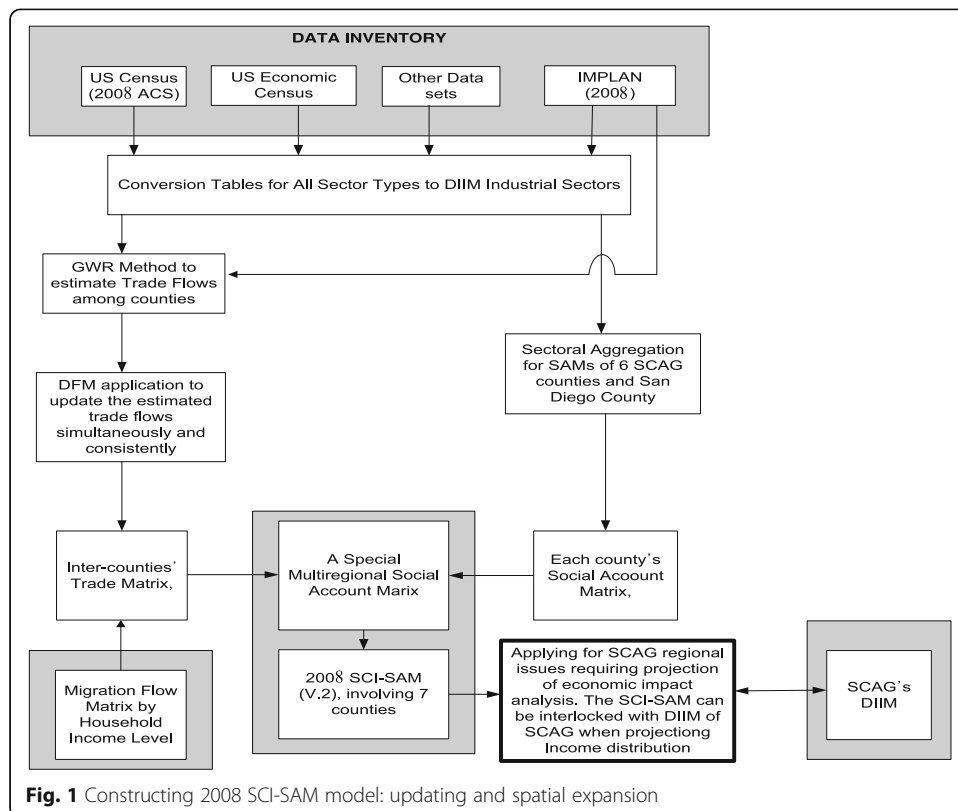 DATA INVENTORY
US Census
(2008 ACS)
US Economic
Census
Other Data
sets
IMPLAN
(2008)
Conversion Tables for All Sector Types to DIIM Industrial Sectors
GWR Method to
estimate Trade Flows
among counties
Sectoral Aggregation
for SAMs of 6 SCAG
counties and San
Diego County
DFM application to
update the estimated
trade flows
simultaneously and
consistently
Inter-counties'
Trade Matrix,
A Special
Multiregional Social
Account Marix
Each county's
Social Acoount
Matrix,
Migration Flow
Matrix by
Household
Income Level
2008 SCI-SAM
(V.2), involving 7
counties
Applying for SCAG regional
issues requiring projection
of economic impact
analysis. The SCI-SAM can
be interlocked with DIIM of
SCAG when projectiong
Income distribution
SCAG's
DIIM
Fig. 1 Constructing 2008 SCI-SAM model: updating and spatial expansion